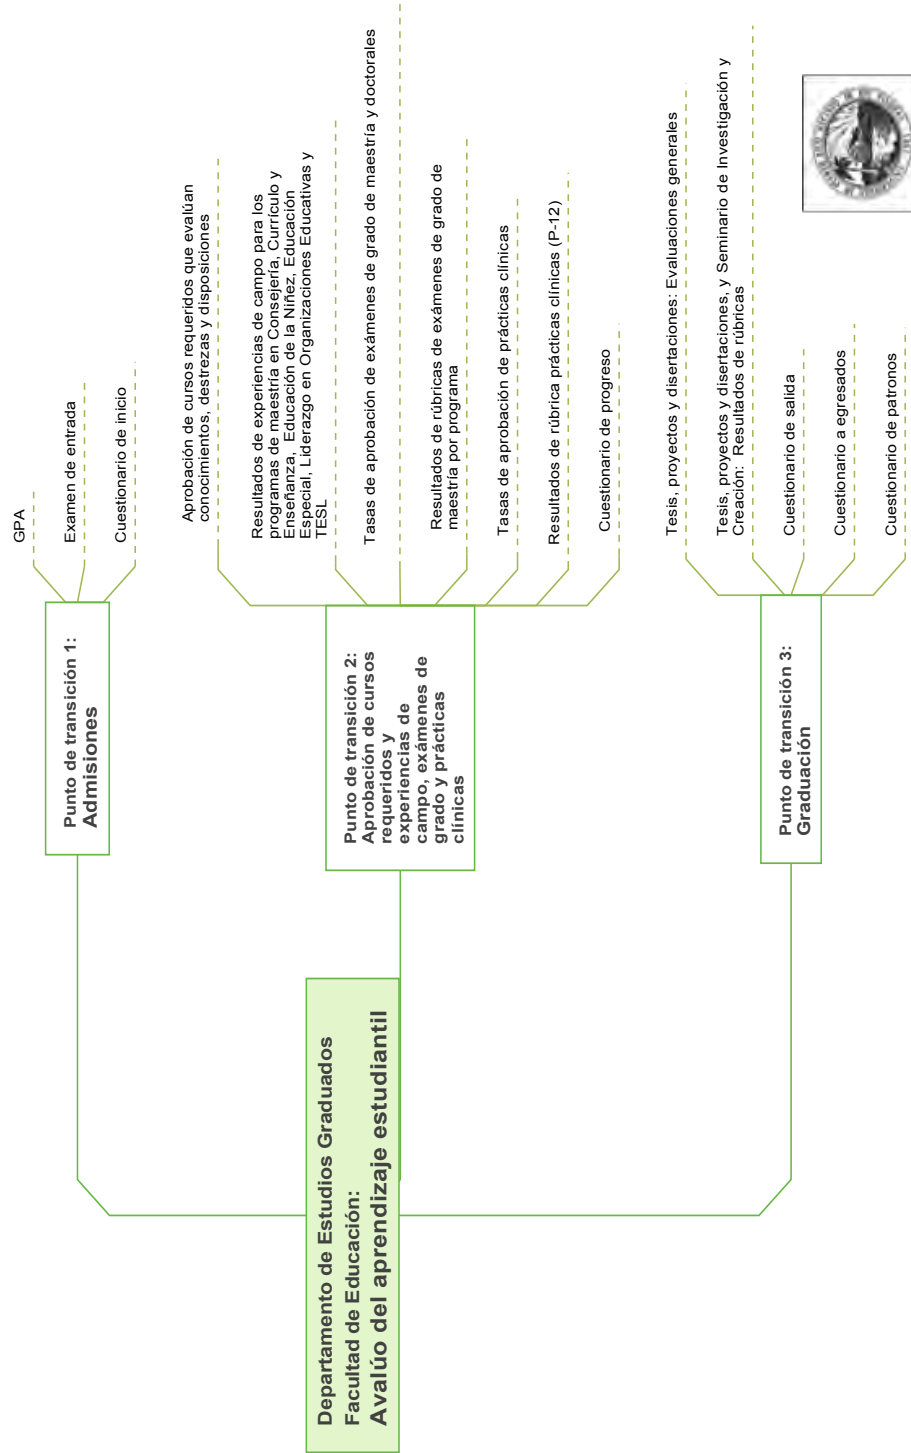 Departamento de Estudios Graduados
Facultad de Educación:
Avalúo del aprendizaje estudiantil
Punto de transición 1:
Admisiones
GPA
Examen de entrada
Cuestionario de inicio
Punto de transición 2:
Aprobación de cursos
requeridos y
experiencias de
campo, exámenes de
grado y prácticas
clínicas
Aprobación de cursos requeridos que evalúan
conocimientos, destrezas y disposiciones
Resultados de experiencias de campo para los
programas de maestría en Consejería, Currículo y
Enseñanza, Educación de la Niñez, Educación
Especial, Liderazgo en Organizaciones Educativas y
TESL
Tasas de aprobación de exámenes de grado de maestría y doctorales
Resultados de rúbricas de exámenes de grado de
maestría por programa
Tasas de aprobación de prácticas clínicas
Resultados de rúbrica prácticas clínicas (P-12)
Cuestionario de progreso
Punto de transición 3:
Graduación
Tesis, proyectos y disertaciones: Evaluaciones generales
Tesis, proyectos y disertaciones, y Seminario de Investigación y
Creación: Resultados de rúbricas
Cuestionario de salida
Cuestionario a egresados
Cuestionario de patronos